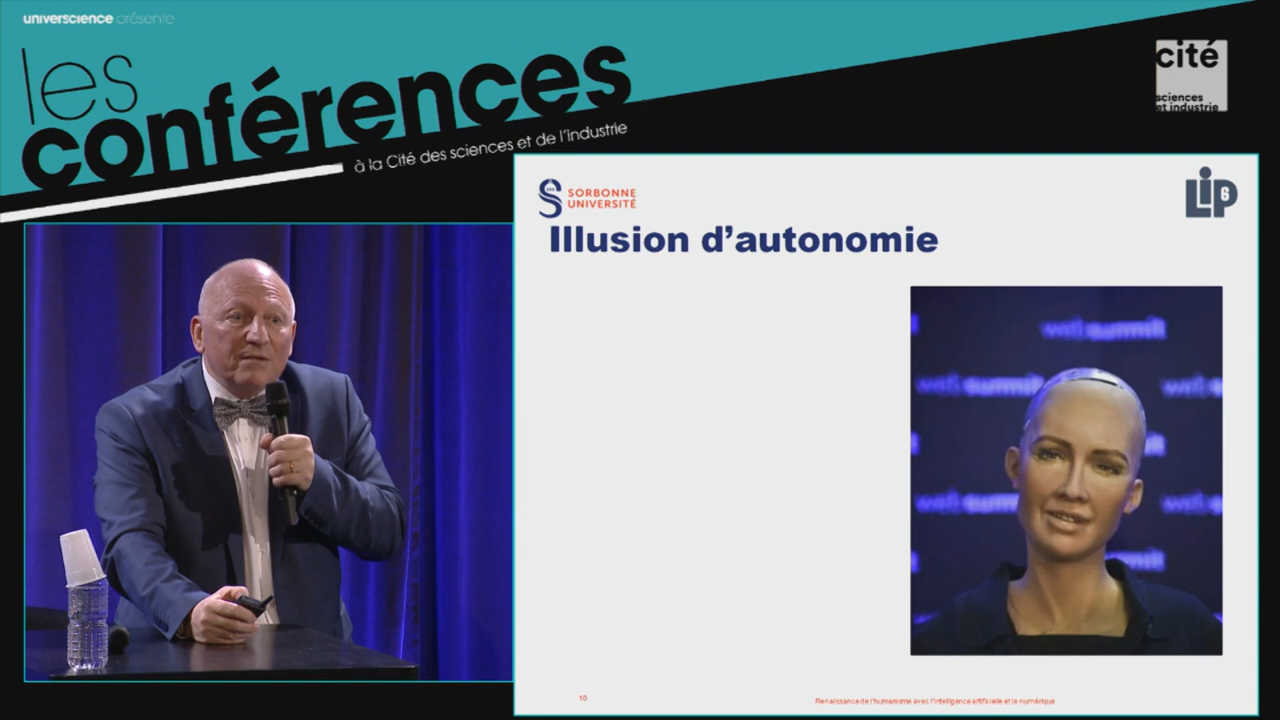 universcience présente
les
conférences
à la Cité des sciences et de l'industrie
cité
sciences
et industrie
SORBONNE
UNIVERSITÉ
LIP6
Illusion d'autonomie
web summit
web summit
web summit
10
Renaissance de l'humanisme avec l'intelligence artificielle et le numérique